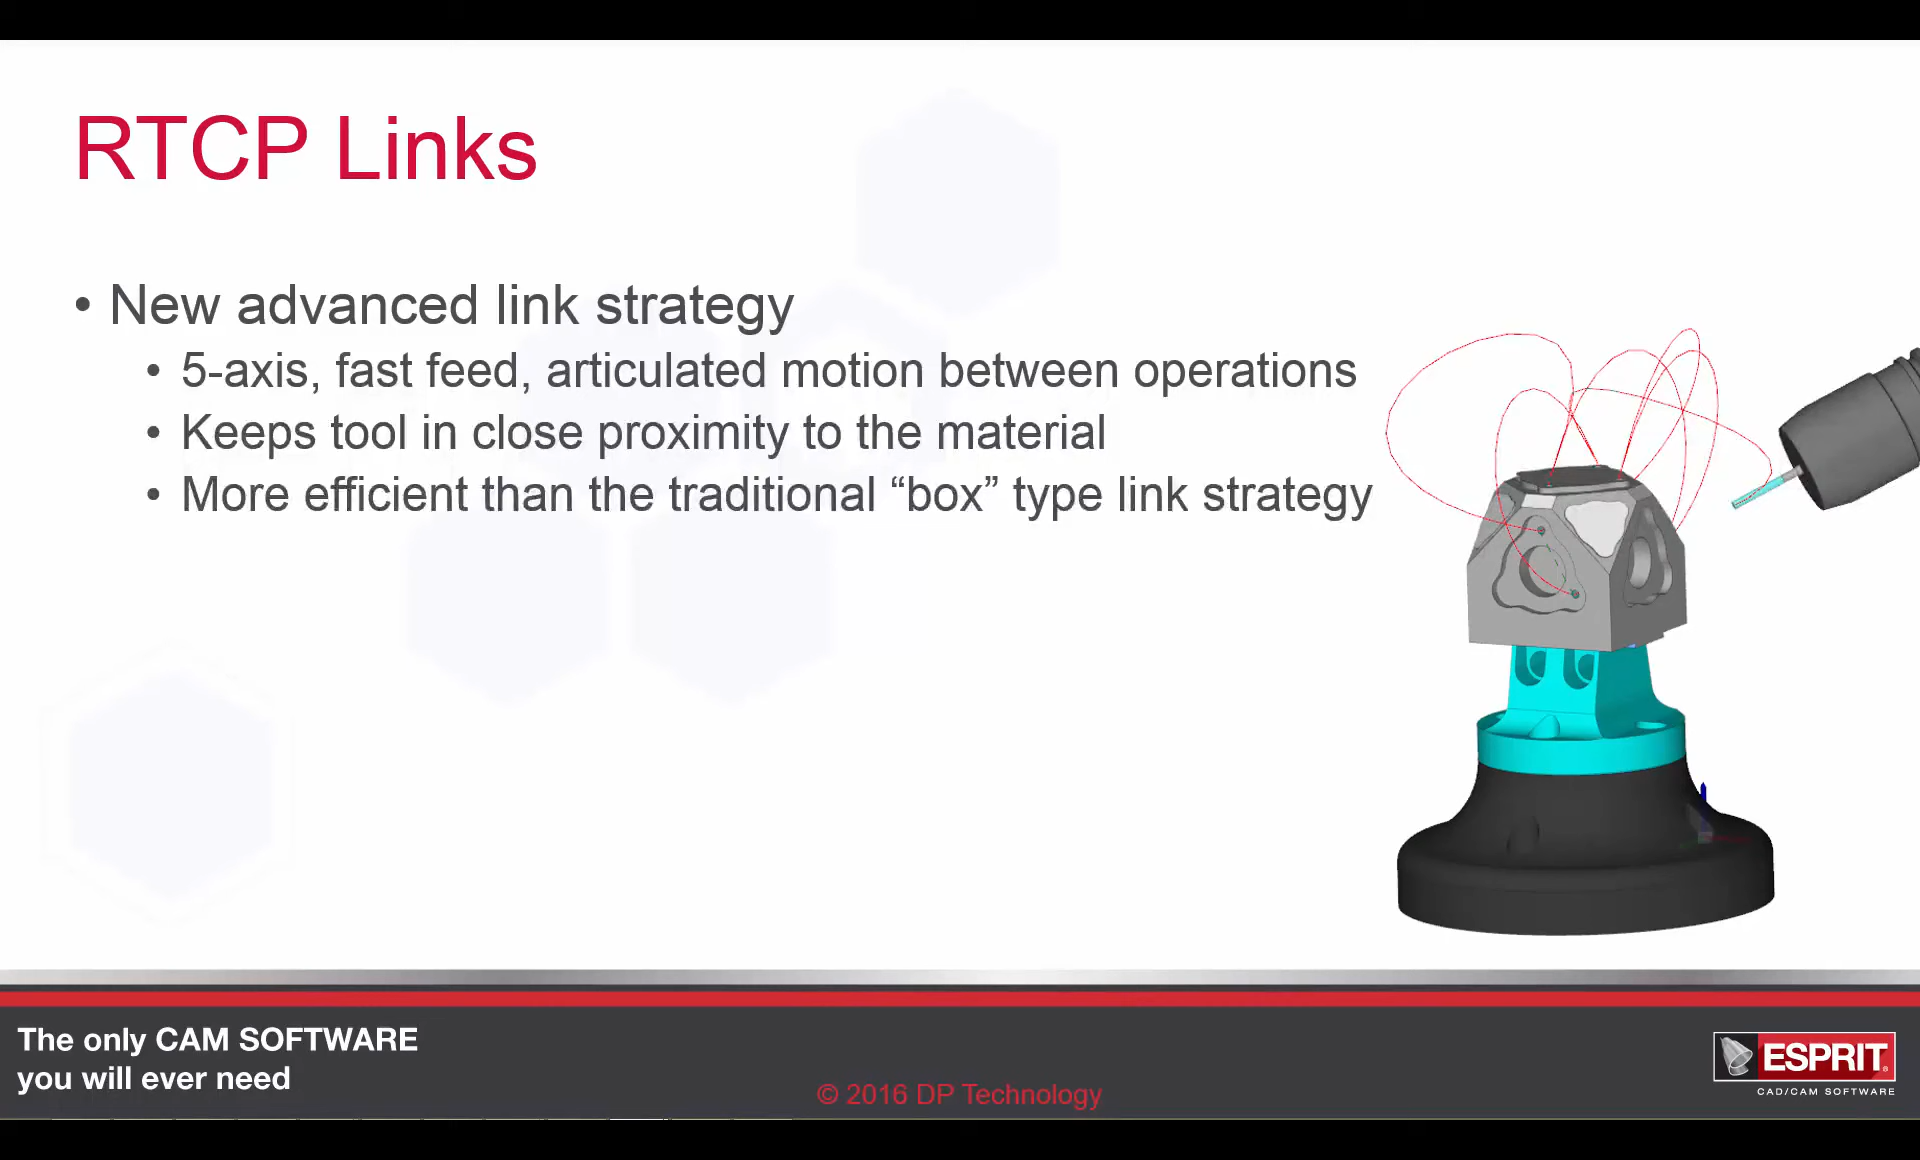 RTCP Links
• New advanced link strategy
• 5-axis, fast feed, articulated motion between operations
• Keeps tool in close proximity to the material
• More efficient than the traditional “box” type link strategy
The only CAM SOFTWARE
you will ever need
© 2016 DP Technology
ESPRIT®
CAD/CAM SOFTWARE